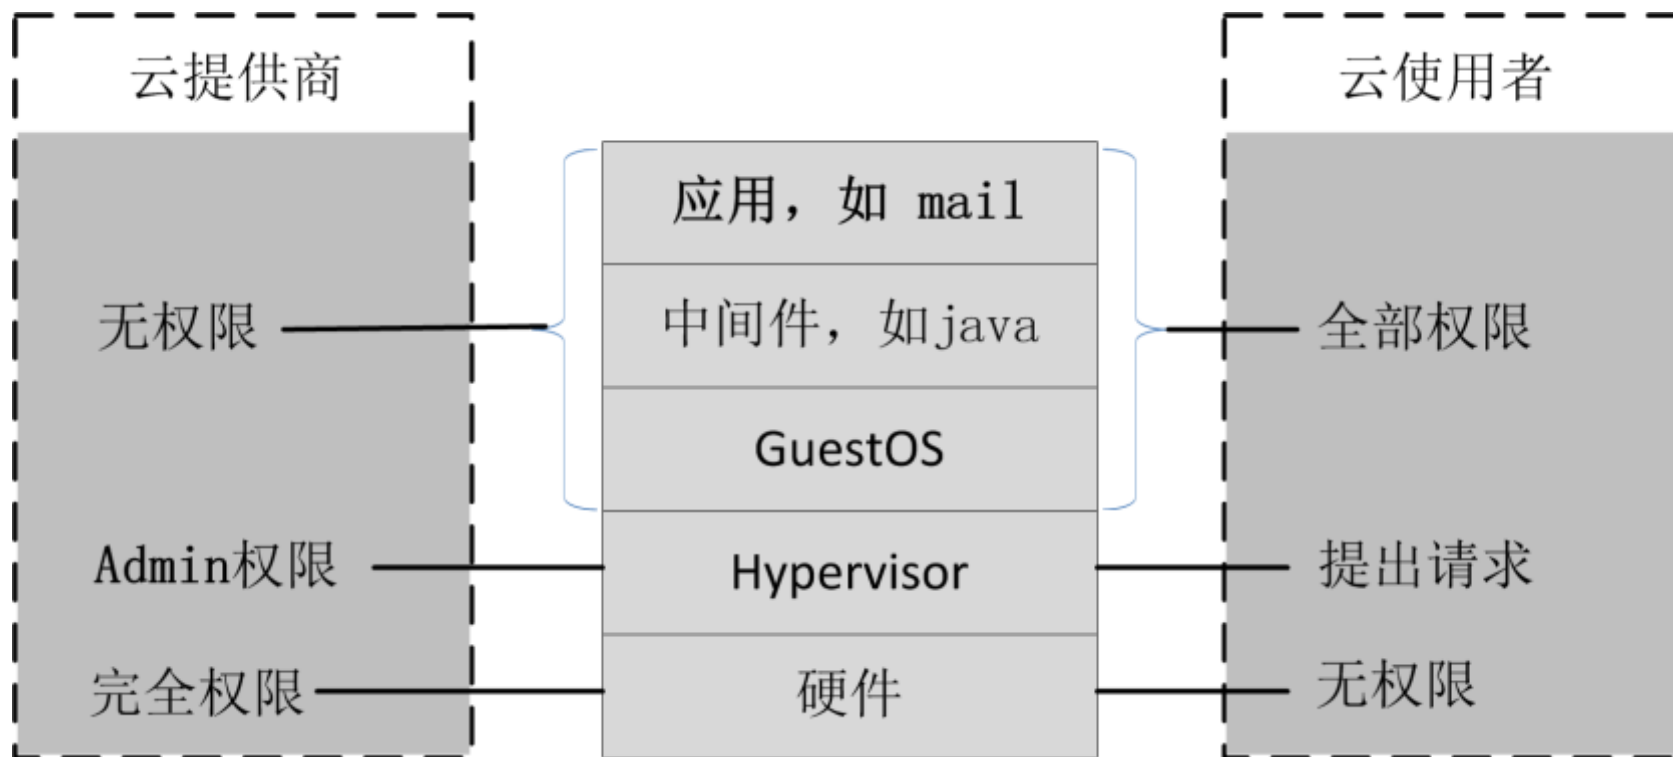 云提供商
云使用者
应用，如 mail
中间件，如java
GuestOS
Hypervisor
硬件
无权限
Admin权限
完全权限
全部权限
提出请求
无权限